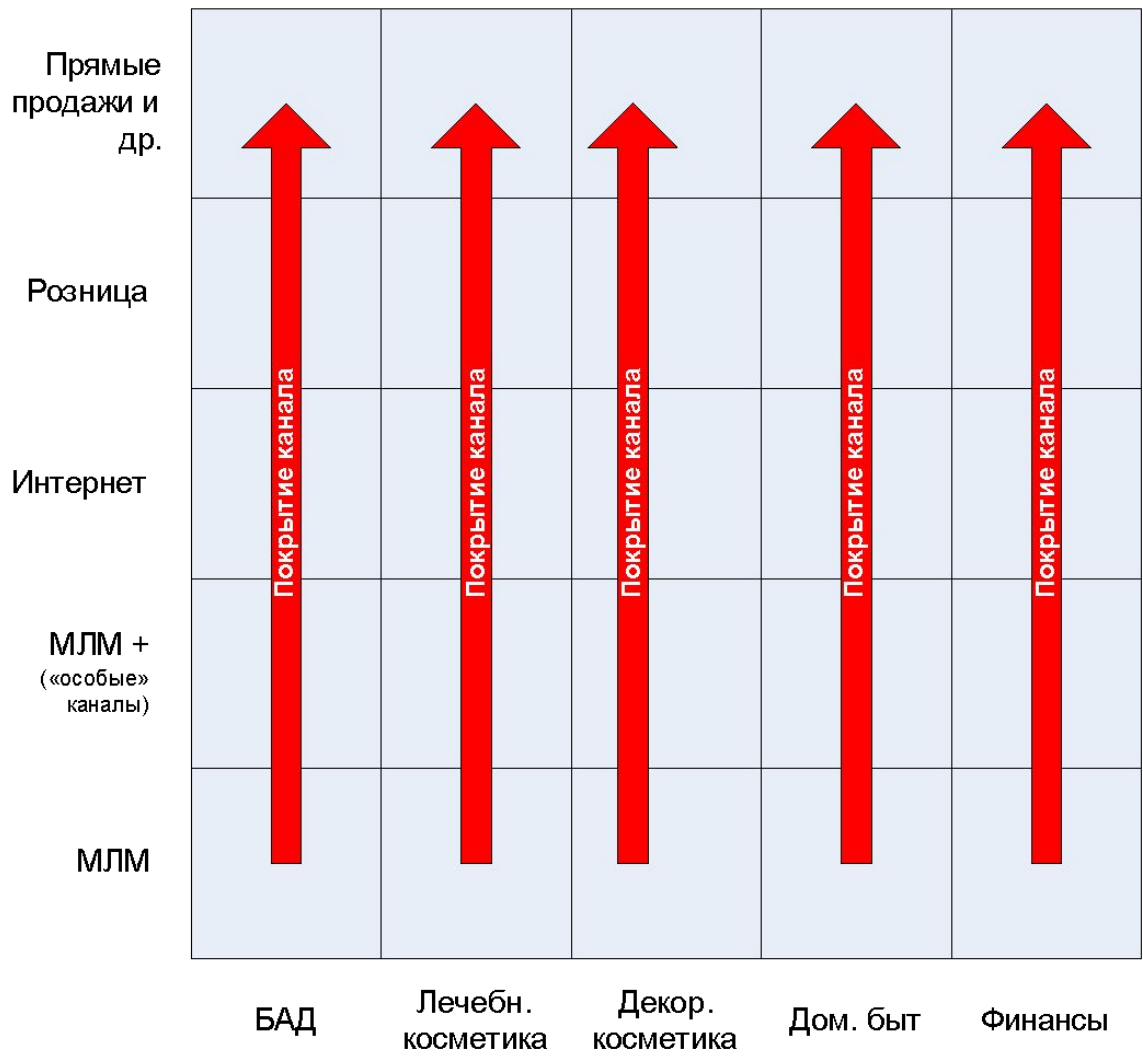 Прямые
продажи и
др.
Розница
Интернет
МЛМ +
(«особые»
каналы)
МЛМ
Покрытие канала
Покрытие канала
Покрытие канала
Покрытие канала
Покрытие канала
БАД
Лечебн.
косметика
Декор.
косметика
Дом. быт
Финансы